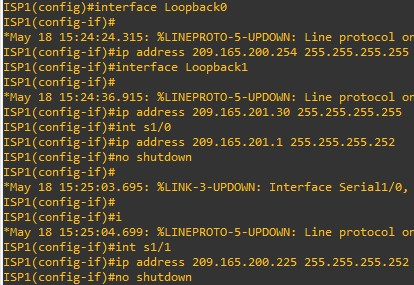 ISP1(config)#interface Loopback0
ISP1(config-if)#
*May 18 15:24:24.315: %LINEPROTO-5-UPDOWN: Line protocol on
ISP1(config-if)#ip address 209.165.200.254 255.255.255.255
ISP1(config-if)#interface Loopback1
ISP1(config-if)#
*May 18 15:24:36.915: %LINEPROTO-5-UPDOWN: Line protocol on
ISP1(config-if)#ip address 209.165.201.30 255.255.255.255
ISP1(config-if)#int s1/0
ISP1(config-if)#ip address 209.165.201.1 255.255.255.252
ISP1(config-if)#no shutdown
ISP1(config-if)#
*May 18 15:25:03.695: %LINK-3-UPDOWN: Interface Serial1/0,
ISP1(config-if)#
ISP1(config-if)#i
*May 18 15:25:04.699: %LINEPROTO-5-UPDOWN: Line protocol on
ISP1(config-if)#int s1/1
ISP1(config-if)#ip address 209.165.200.225 255.255.255.252
ISP1(config-if)#no shutdown